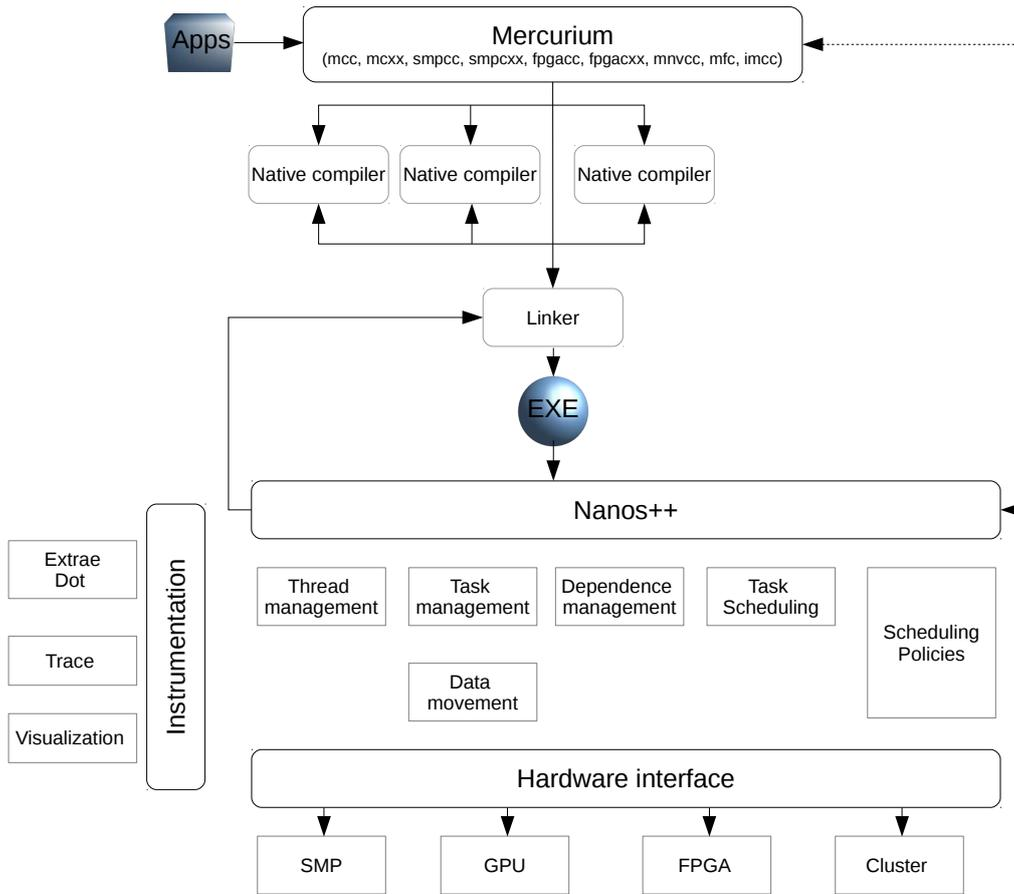 Apps
Mercurium
(mcc, mcxx, smpcc, smpcxx, fpgacc, fpgacxx, mnvcc, mfc, imcc)
Native compiler
Native compiler
Native compiler
Linker
EXE
Nanos++
Instrumentation
Extrae
Dot
Trace
Visualization
Thread
management
Task
management
Dependence
management
Task
Scheduling
Scheduling
Policies
Data
movement
Hardware interface
SMP
GPU
FPGA
Cluster